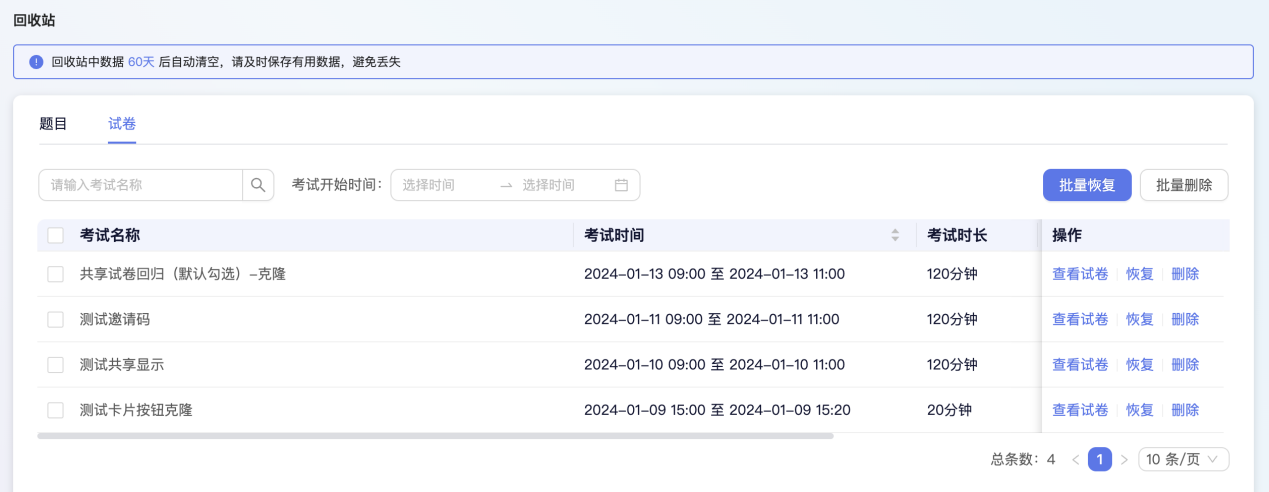 回收站
回收站中数据 60天 后自动清空，请及时保存有用数据，避免丢失
题目 试卷
请输入考试名称 考试开始时间： 选择时间 选择时间 批量恢复 批量删除
考试名称 考试时间 考试时长 操作
共享试卷回归（默认勾选）-克隆 2024-01-13 09:00 至 2024-01-13 11:00 120分钟 查看试卷 恢复 删除
测试邀请码 2024-01-11 09:00 至 2024-01-11 11:00 120分钟 查看试卷 恢复 删除
测试共享显示 2024-01-10 09:00 至 2024-01-10 11:00 120分钟 查看试卷 恢复 删除
测试卡片按钮克隆 2024-01-09 15:00 至 2024-01-09 15:20 20分钟 查看试卷 恢复 删除
总条数：4 < 1 > 10 条/页